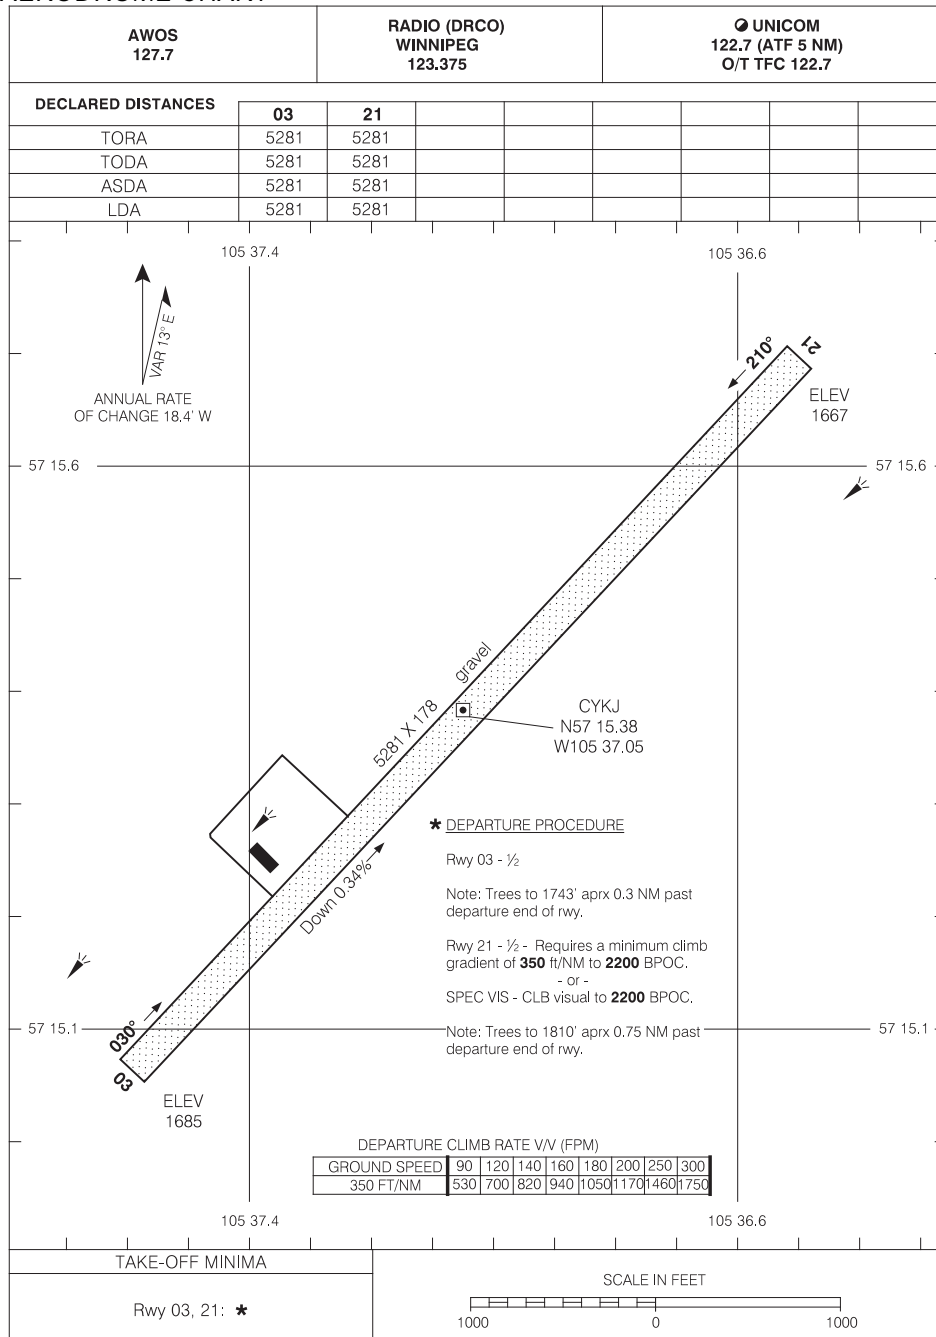 AERODROME CHART
AWOS
127.7
RADIO (DRCO)
WINNIPEG
123.375
UNICOM
122.7 (ATF 5 NM)
O/T TFC 122.7
DECLARED DISTANCES
03 21
TORA 5281 5281
TODA 5281 5281
ASDA 5281 5281
LDA 5281 5281
105 37.4
105 36.6
VAR 13° E
ANNUAL RATE
OF CHANGE 18.4' W
210°
21
ELEV
1667
57 15.6
57 15.6
gravel
5281 X 178
CYKJ
N57 15.38
W105 37.05
Down 0.34%
* DEPARTURE PROCEDURE
Rwy 03 - ½
Note: Trees to 1743' aprx 0.3 NM past
departure end of rwy.
Rwy 21 - ½ - Requires a minimum climb
gradient of 350 ft/NM to 2200 BPOC.
- or -
SPEC VIS - CLB visual to 2200 BPOC.
Note: Trees to 1810' aprx 0.75 NM past
departure end of rwy.
57 15.1
57 15.1
030°
03
ELEV
1685
DEPARTURE CLIMB RATE V/V (FPM)
GROUND SPEED 90 120 140 160 180 200 250 300
350 FT/NM 530 700 820 940 1050 1170 1460 1750
105 37.4
105 36.6
TAKE-OFF MINIMA
Rwy 03, 21: *
SCALE IN FEET
1000 0 1000